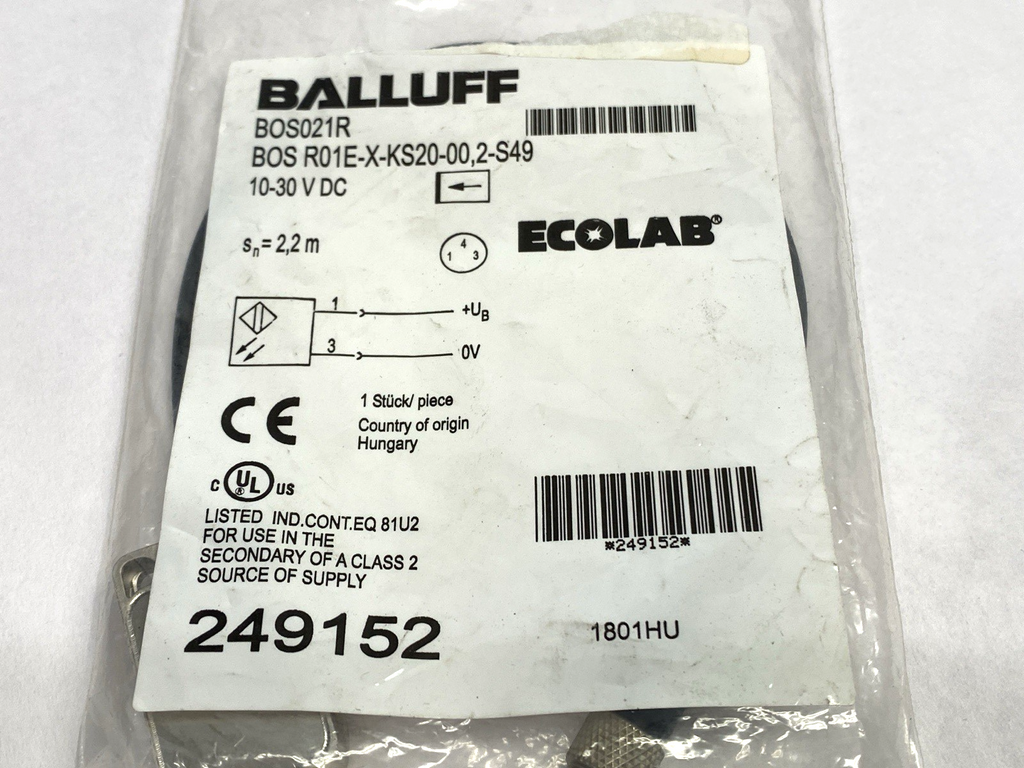 BALLUFF
BOS021R
BOS R01E-X-KS20-00,2-S49
10-30 V DC
ECOLAB®
sn= 2,2 m
4
1 3
1 +UB
3 0V
CE
1 Stück/ piece
Country of origin
Hungary
C UL US
LISTED IND.CONT.EQ 81U2
FOR USE IN THE
SECONDARY OF A CLASS 2
SOURCE OF SUPPLY
*249152*
249152
1801HU